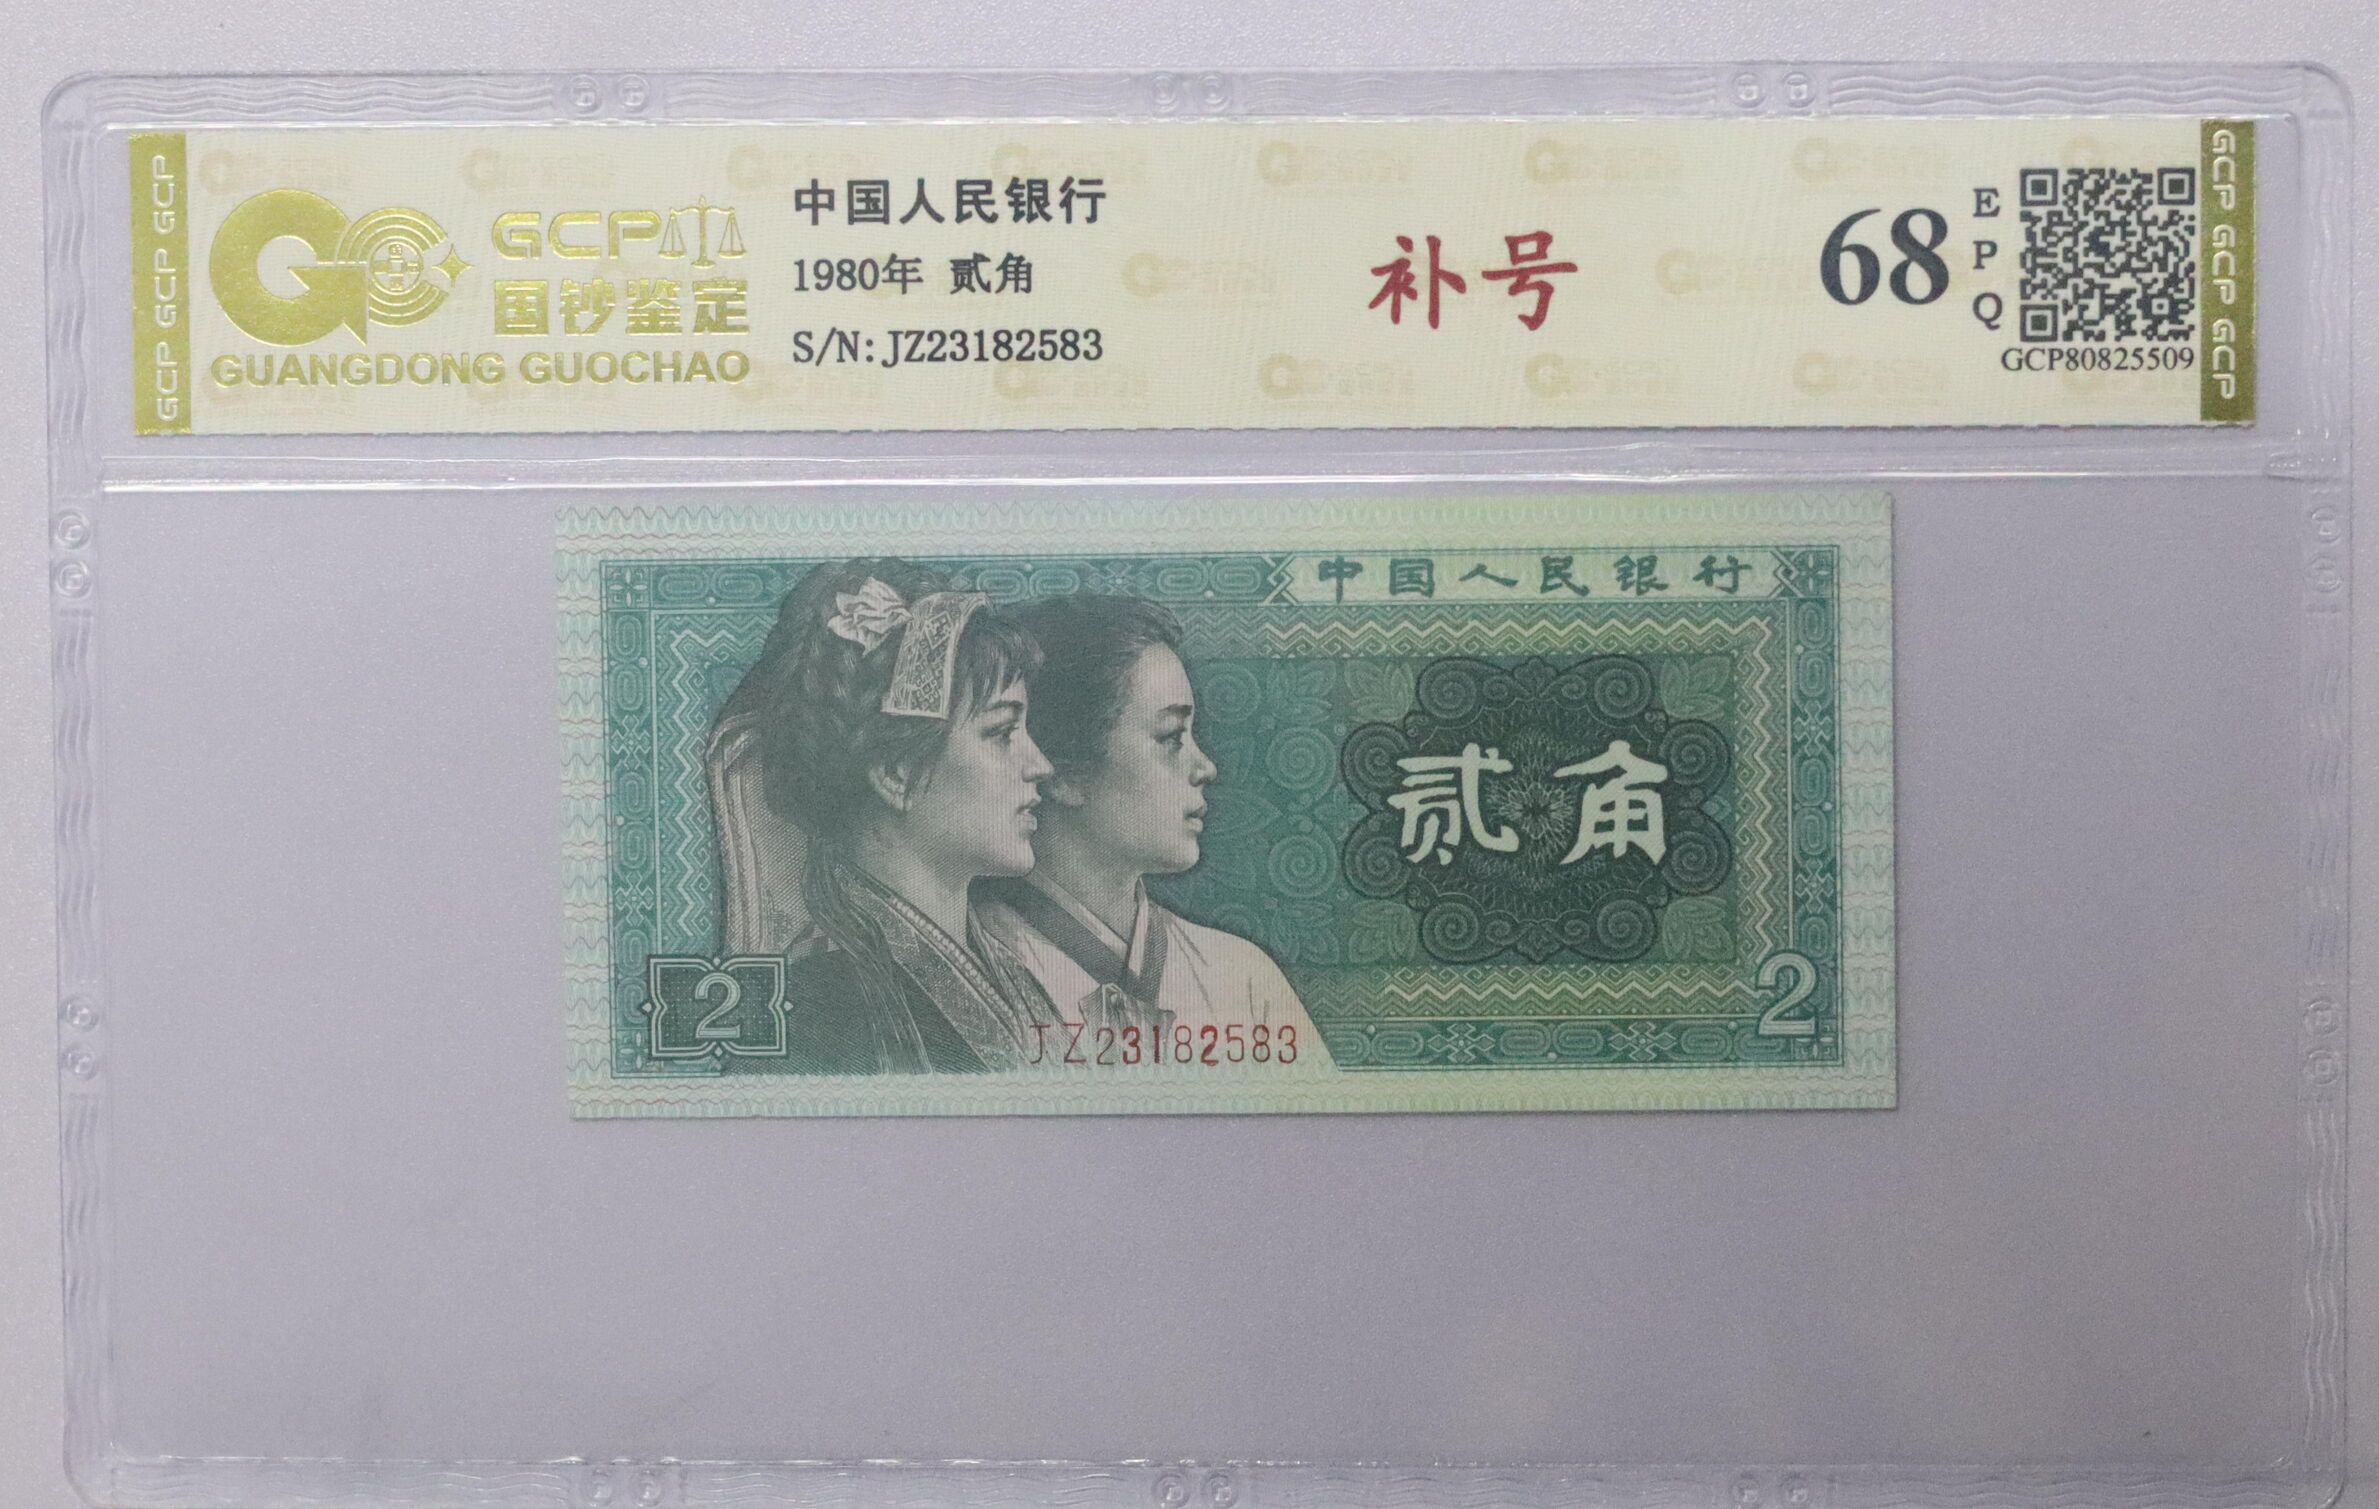 GCP GCP GCP
GCP
国钞鉴定
GUANGDONG GUOCHAO
中国人民银行
1980年 贰角
S/N: JZ23182583
补号
68
EPQ
GCP80825509
GCP GCP GCP
中国人民银行
贰角
2
JZ23182583
2